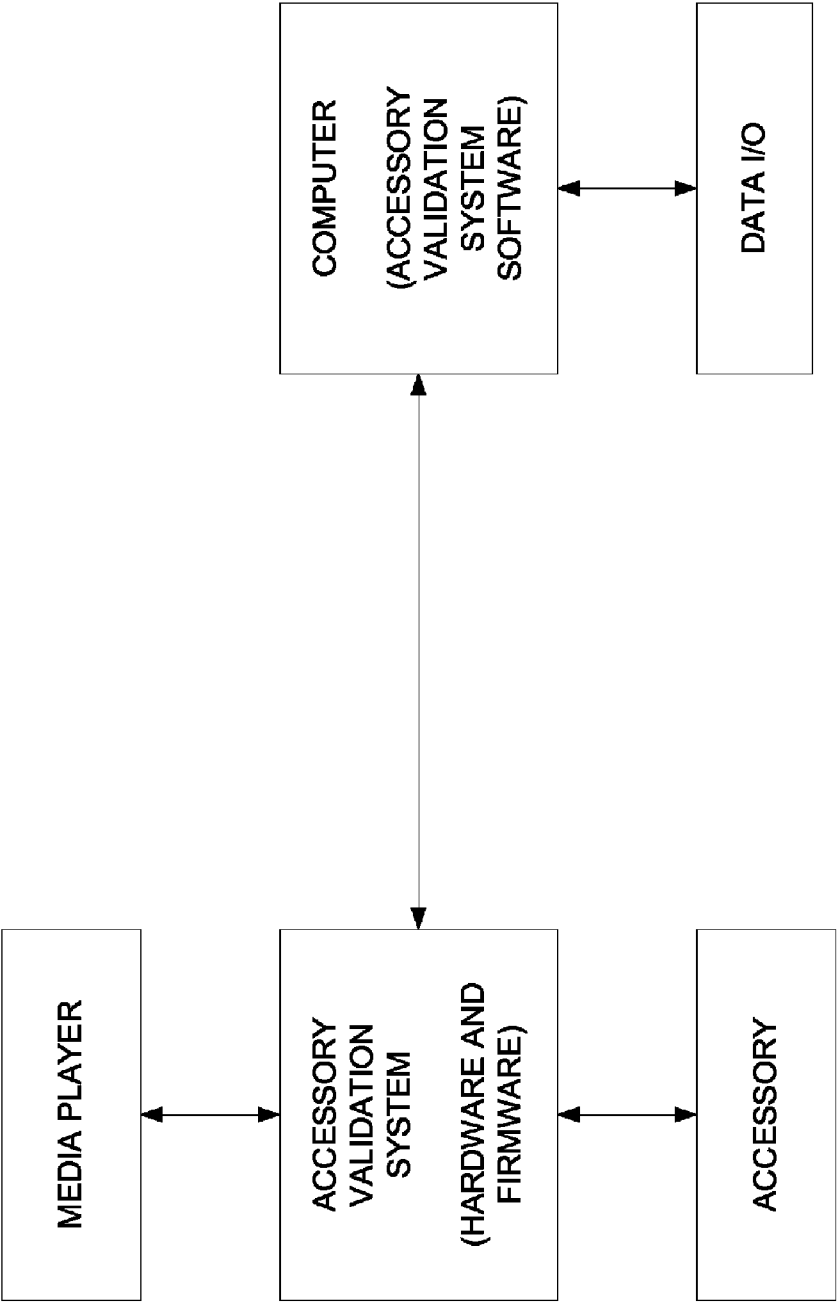 MEDIA PLAYER
ACCESSORY
VALIDATION
SYSTEM
(HARDWARE AND
FIRMWARE)
ACCESSORY
COMPUTER
(ACCESSORY
VALIDATION
SYSTEM
SOFTWARE)
DATA I/O